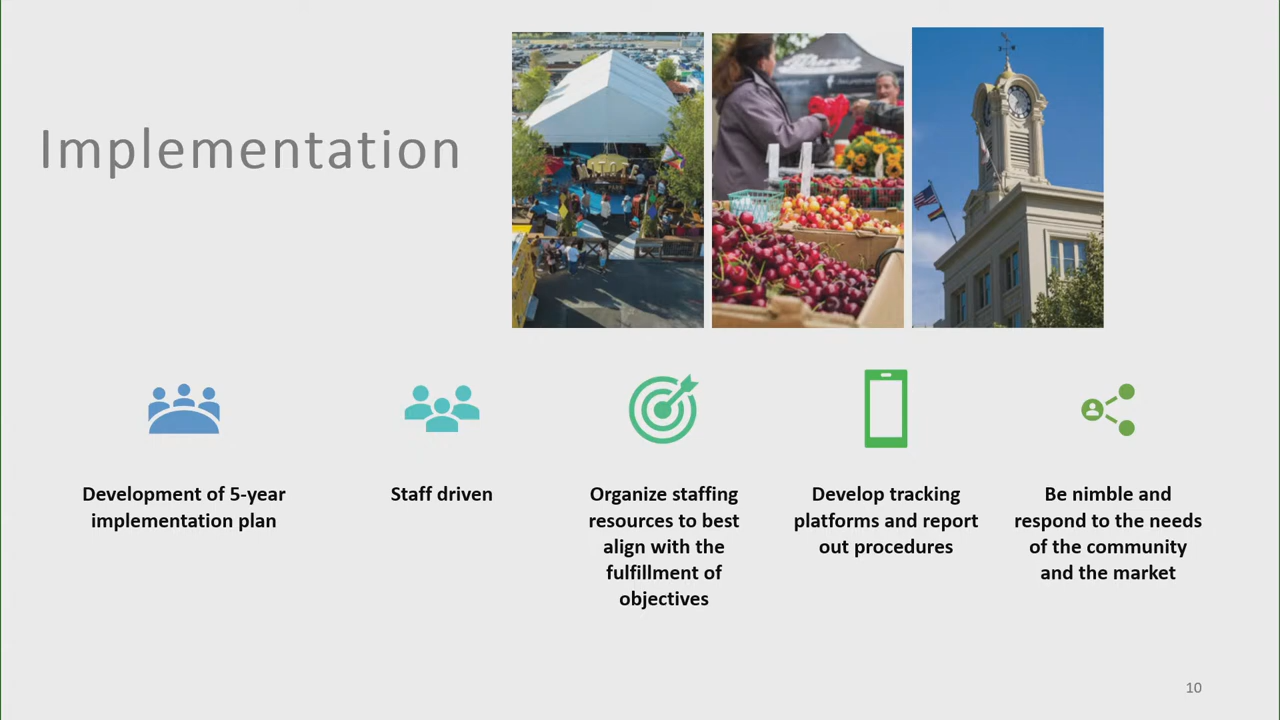 Implementation
Development of 5-year
implementation plan
Staff driven
Organize staffing
resources to best
align with the
fulfillment of
objectives
Develop tracking
platforms and report
out procedures
Be nimble and
respond to the needs
of the community
and the market
10